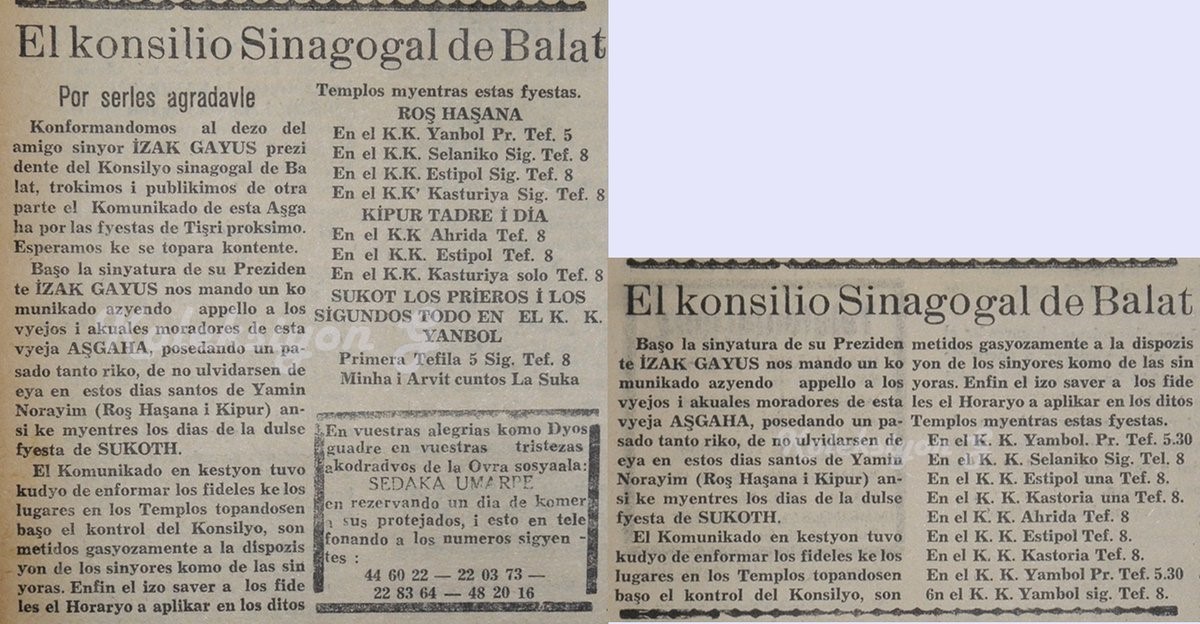 El konsilio Sinagogal de Balat
Por serles agradavle
Konformandomos al dezo del
amigo sinyor İZAK GAYUS prezi
dente del Konsilyo sinagogal de Ba
lat, trokimos i publikimos de otra
parte el Komunikado de esta Aşga
ha por las fyestas de Tişri proksimo.
Esperamos ke se topara kontente.
Başo la sinyatura de su Preziden
te İZAK GAYUS nos mando un ko
munikado azyendo appello a los
vyejos i akuales moradores de esta
vyeja AŞGAHA, posedando un pa-
sado tanto riko, de no ulvidarsen de
eya en estos dias santos de Yamin
Norayim (Roş Haşana i Kipur) an-
si ke myentres los dias de la dulse
fyesta de SUKOTH.
El Komunikado en kestyon tuvo
kudyo de enformar los fideles ke los
lugares en los Templos topandosen
başo el kontrol del Konsilyo, son
metidos gasyozamente a la dispozis
yon de los sinyores komo de las sin
yoras. Enfin el izo saver a los fide
les el Horaryo a aplikar en los ditos
Templos myentras estas fyestas.
ROŞ HAŞANA
En el K.K. Yanbol Pr. Tef. 5
En el K.K. Selaniko Sig. Tef. 8
En el K.K. Estipol Sig. Tef. 8
En el K.K' Kasturiya Sig. Tef. 8
KİPUR TADRE İ DİA
En el K.K Ahrida Tef. 8
En el K.K. Estipol Tef. 8
En el K.K. Kasturiya solo Tef. 8
SUKOT LOS PRİEROS İ LOS
SİGUNDOS TODO EN EL K. K.
YANBOL
Primera Tefila 5 Sig. Tef. 8
Minha i Arvit cuntos La Suka
En vuestras alegrias komo Dyos
guadre en vuestras tristezas
akodradvos de la Ovra sosyaala:
SEDAKA UMARPE
en rezervando un dia de komer
a sus protejados, i esto en tele
fonando a los numeros sigyen -
tes :
44 60 22 — 22 03 73 —
22 83 64 — 48 20 16
El konsilio Sinagogal de Balat
Başo la sinyatura de su Preziden
te İZAK GAYUS nos mando un ko
munikado azyendo appello a los
vyejos i akuales moradores de esta
vyeja AŞGAHA, posedando un pa-
sado tanto riko, de no ulvidarsen de
eya en estos dias santos de Yamin
Norayim (Roş Haşana i Kipur) an-
si ke myentres los dias de la dulse
fyesta de SUKOTH.
El Komunikado en kestyon tuvo
kudyo de enformar los fideles ke los
lugares en los Templos topandosen
başo el kontrol del Konsilyo, son
metidos gasyozamente a la dispozis
yon de los sinyores komo de las sin
yoras. Enfin el izo saver a los fide
les el Horaryo a aplikar en los ditos
Templos myentras estas fyestas.
En el K. K. Yambol. Pr. Tef. 5.30
En el K. K. Selaniko Sig. Tel. 8
En el K. K. Estipol una Tef. 8.
En el K. K. Kastoria una Tef. 8.
En el K. K. Ahrida Tef. 8
En el K. K. Estipol Tef. 8.
En el K. K. Kastoria Tef. 8.
En el K. K. Yambol Pr. Tef. 5.30
6n el K. K. Yambol sig. Tef. 8.